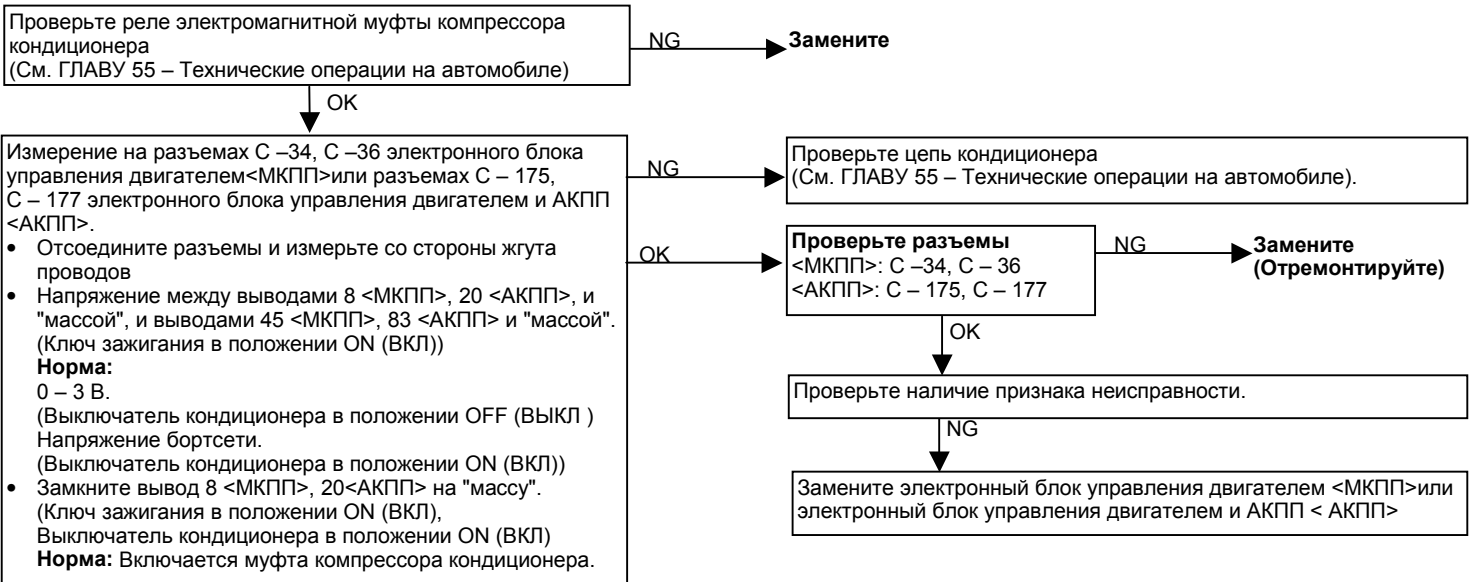 Проверьте реле электромагнитной муфты компрессора
кондиционера
(См. ГЛАВУ 55 – Технические операции на автомобиле)
NG
Замените
OK
Измерение на разъемах С –34, С –36 электронного блока
управления двигателем<МКПП>или разъемах С – 175,
С – 177 электронного блока управления двигателем и АКПП
<АКПП>.
• Отсоедините разъемы и измерьте со стороны жгута
проводов
• Напряжение между выводами 8 <МКПП>, 20 <АКПП>, и
"массой", и выводами 45 <МКПП>, 83 <АКПП> и "массой".
(Ключ зажигания в положении ON (ВКЛ))
Норма:
0 – 3 В.
(Выключатель кондиционера в положении OFF (ВЫКЛ )
Напряжение бортсети.
(Выключатель кондиционера в положении ON (ВКЛ))
• Замкните вывод 8 <МКПП>, 20<АКПП> на "массу".
(Ключ зажигания в положении ON (ВКЛ),
Выключатель кондиционера в положении ON (ВКЛ)
Норма: Включается муфта компрессора кондиционера.
NG
Проверьте цепь кондиционера
(См. ГЛАВУ 55 – Технические операции на автомобиле).
OK
Проверьте разъемы
<МКПП>: С –34, С – 36
<АКПП>: С – 175, С – 177
NG
Замените
(Отремонтируйте)
OK
Проверьте наличие признака неисправности.
NG
Замените электронный блок управления двигателем <МКПП>или
электронный блок управления двигателем и АКПП < АКПП>